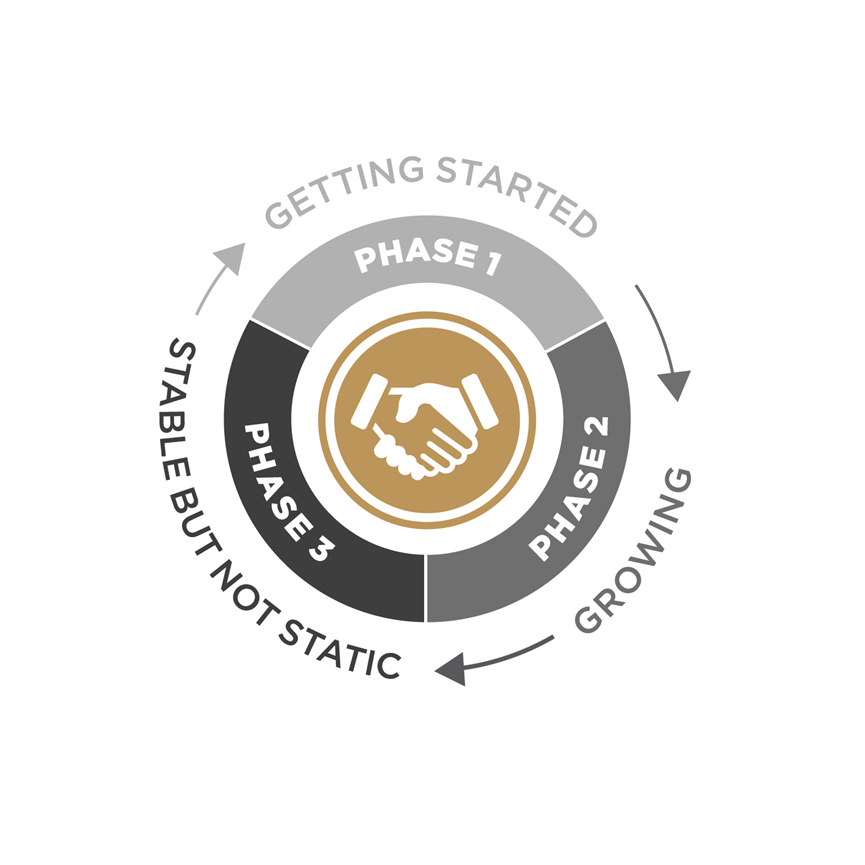 GETTING STARTED
PHASE 1
GROWING
PHASE 2
STABLE BUT NOT STATIC
PHASE 3